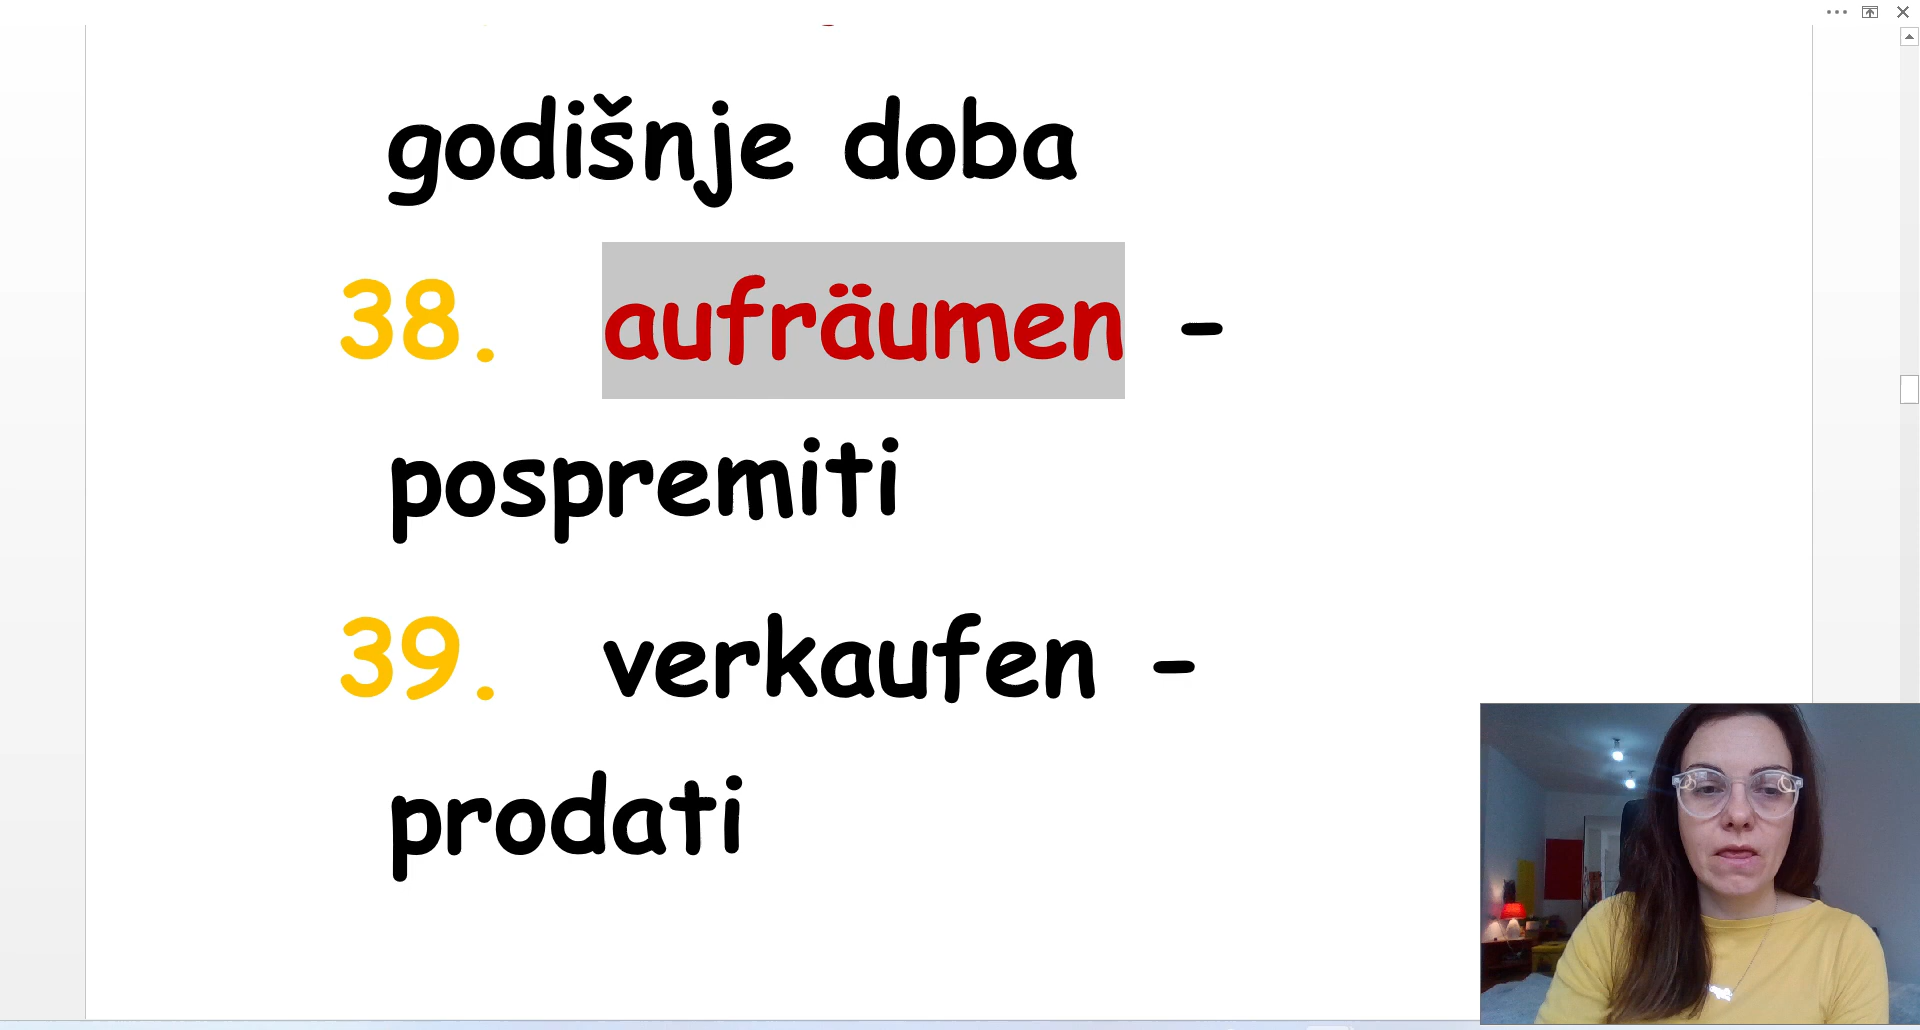 godišnje doba
38. aufräumen -
pospremiti
39. verkaufen -
prodati